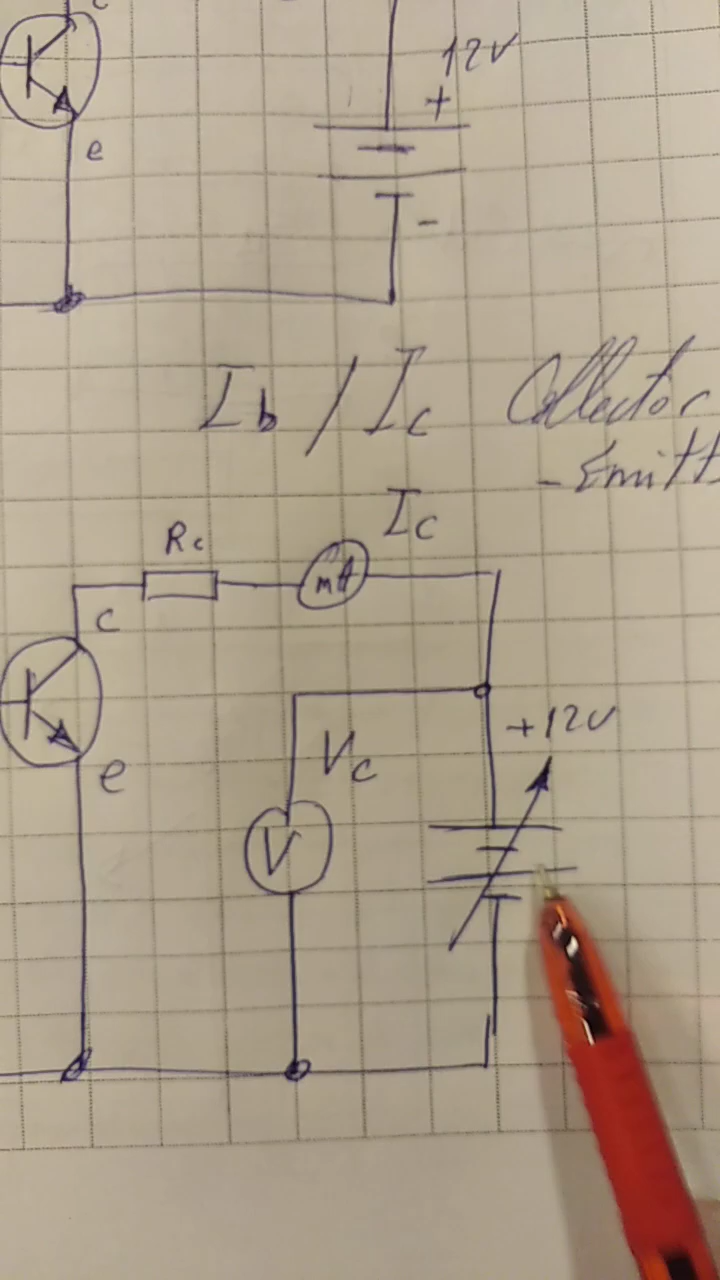 c
12V
+
e
-
Ib / Ic Collector
- Emitt
Ic
Rc
mA
c
+12V
Vc
e
V